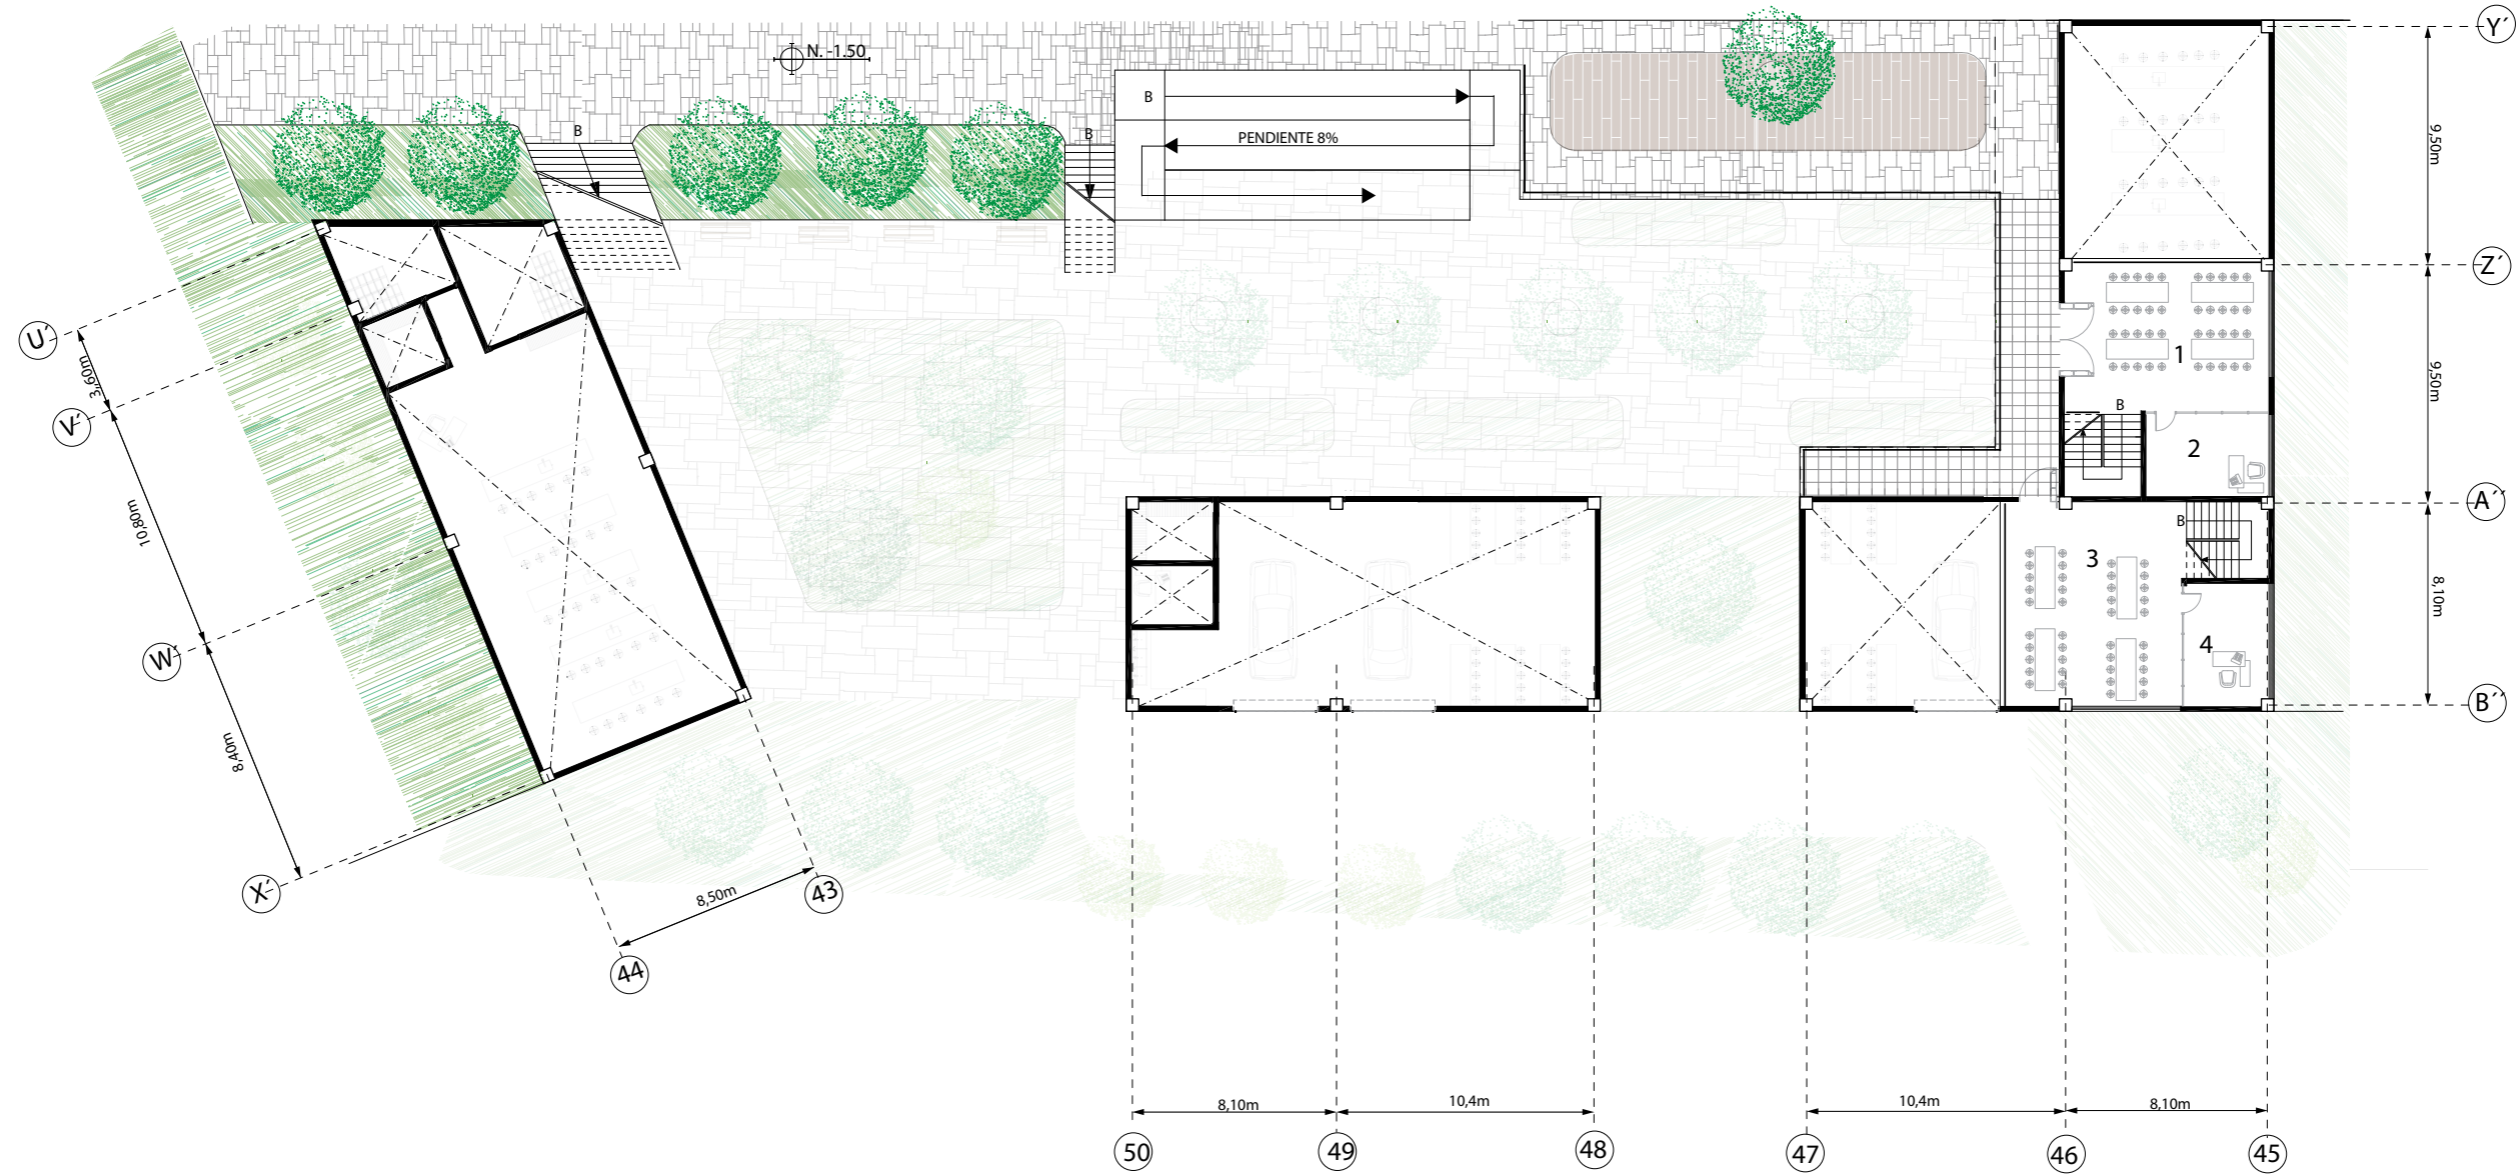 Y´
N. -1.50
B
B
B
PENDIENTE 8%
9,50m
Z´
U´
3,60m
1
9,50m
V´
B
2
A´´
10,80m
B
3
8,10m
W´
4
B´´
8,40m
X´
8,50m
43
44
8,10m
10,4m
10,4m
8,10m
50
49
48
47
46
45